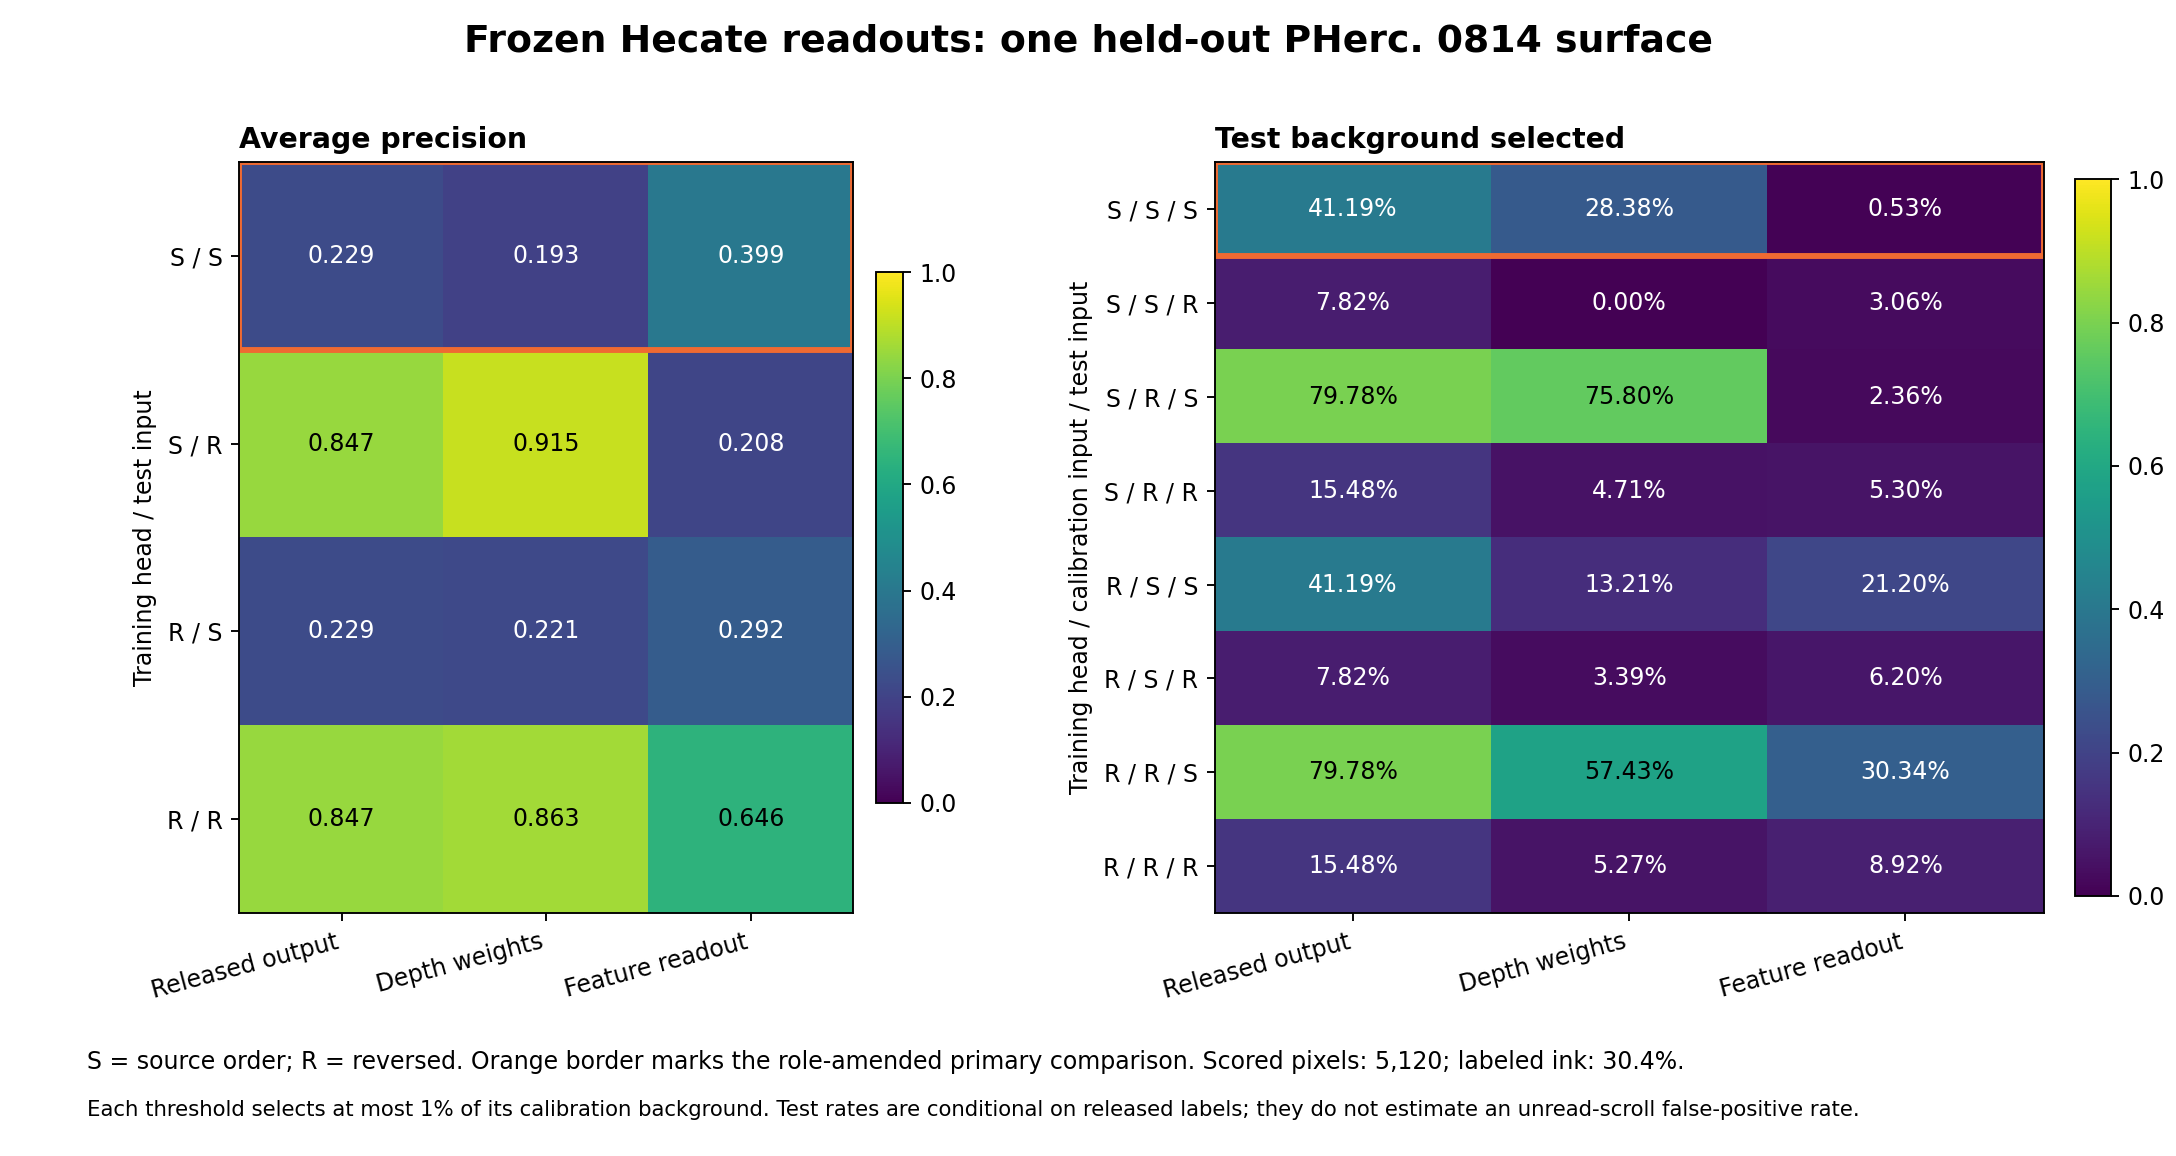 Frozen Hecate readouts: one held-out PHerc. 0814 surface
Average precision
Training head / test input
S / S 0.229 0.193 0.399
S / R 0.847 0.915 0.208
R / S 0.229 0.221 0.292
R / R 0.847 0.863 0.646
Released output Depth weights Feature readout
1.0
0.8
0.6
0.4
0.2
0.0
Test background selected
Training head / calibration input / test input
S / S / S 41.19% 28.38% 0.53%
S / S / R 7.82% 0.00% 3.06%
S / R / S 79.78% 75.80% 2.36%
S / R / R 15.48% 4.71% 5.30%
R / S / S 41.19% 13.21% 21.20%
R / S / R 7.82% 3.39% 6.20%
R / R / S 79.78% 57.43% 30.34%
R / R / R 15.48% 5.27% 8.92%
Released output Depth weights Feature readout
1.0
0.8
0.6
0.4
0.2
0.0
S = source order; R = reversed. Orange border marks the role-amended primary comparison. Scored pixels: 5,120; labeled ink: 30.4%.
Each threshold selects at most 1% of its calibration background. Test rates are conditional on released labels; they do not estimate an unread-scroll false-positive rate.